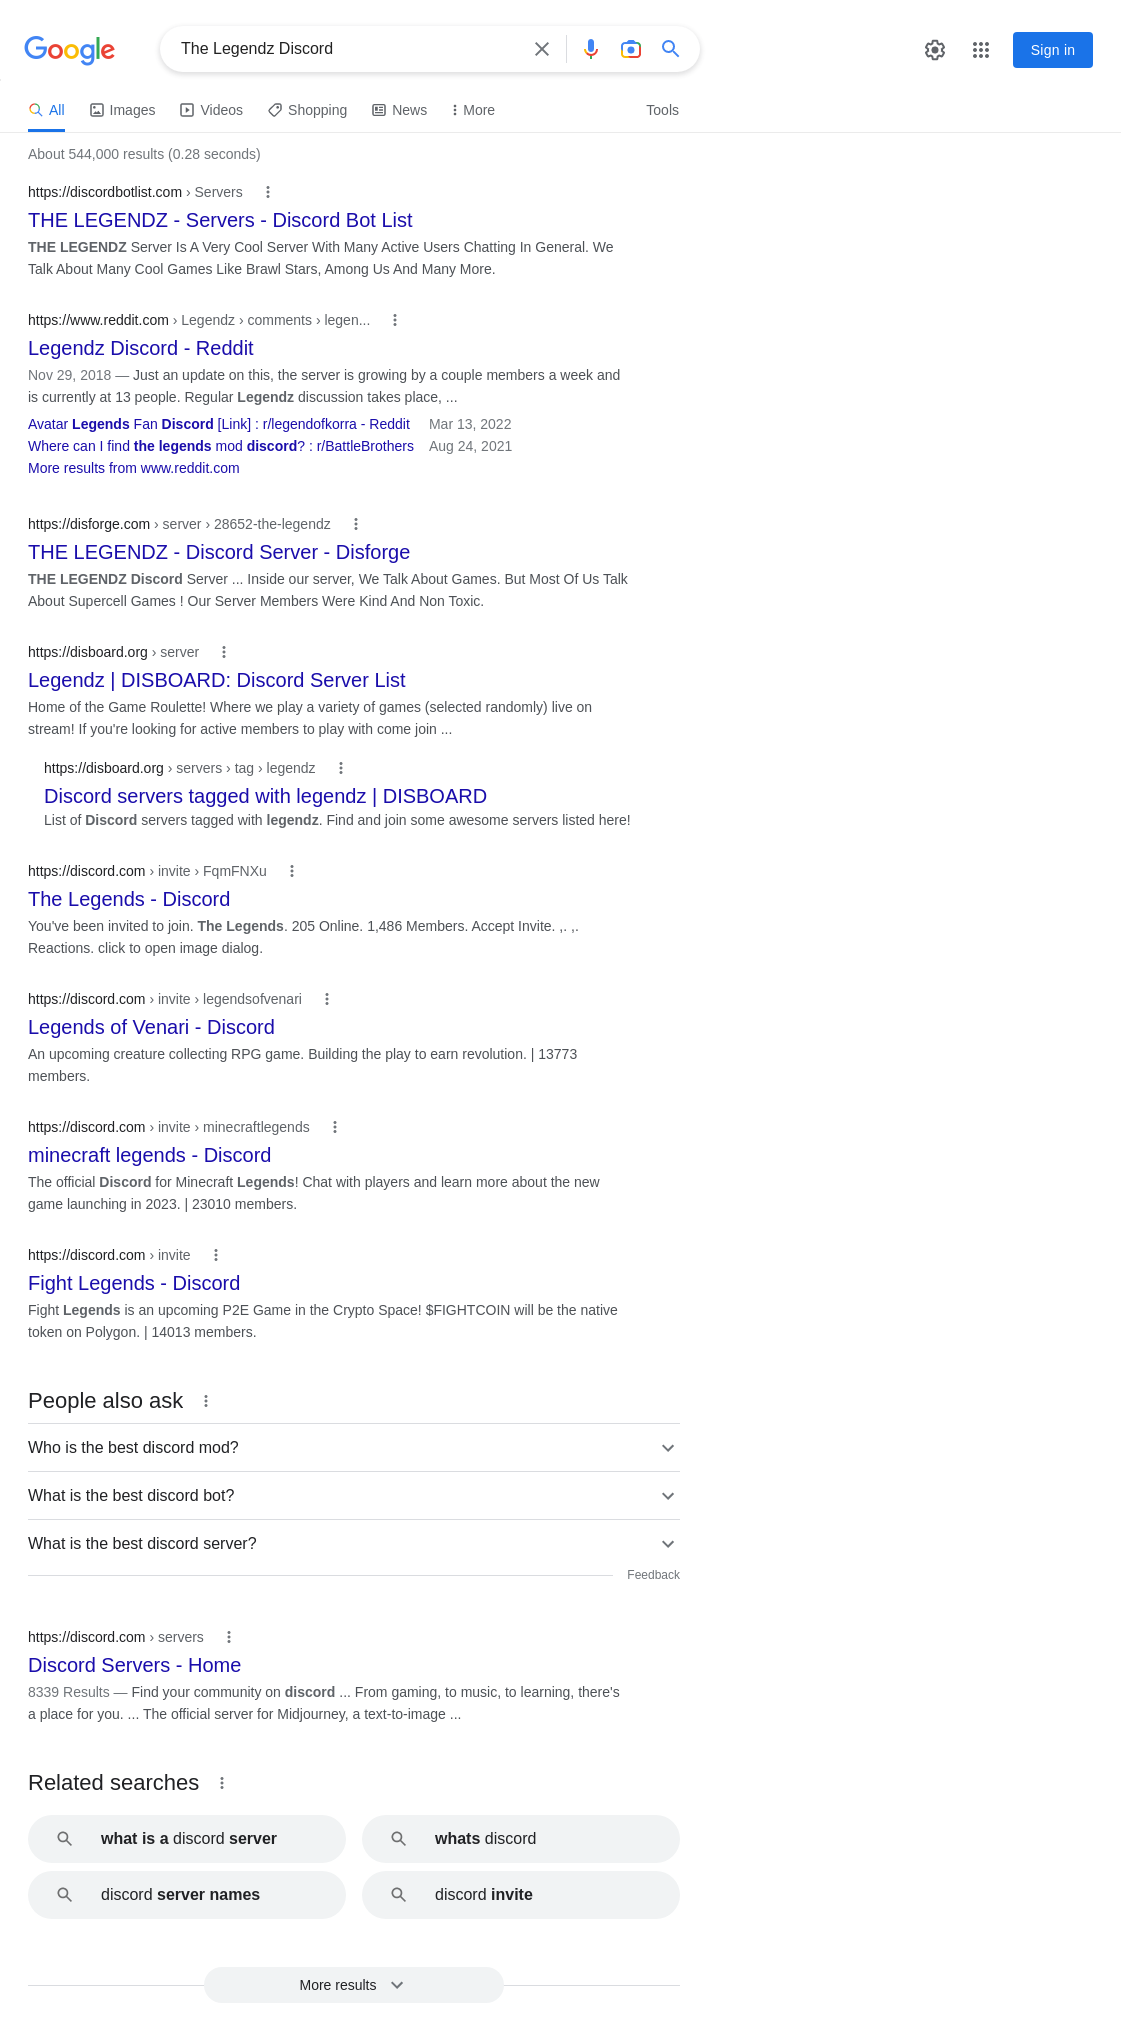 Google
The Legendz Discord
Sign in
All
Images
Videos
Shopping
News
More
Tools
About 544,000 results (0.28 seconds)
https://discordbotlist.com › Servers
THE LEGENDZ - Servers - Discord Bot List
THE LEGENDZ Server Is A Very Cool Server With Many Active Users Chatting In General. We
Talk About Many Cool Games Like Brawl Stars, Among Us And Many More.
https://www.reddit.com › Legendz › comments › legen...
Legendz Discord - Reddit
Nov 29, 2018 — Just an update on this, the server is growing by a couple members a week and
is currently at 13 people. Regular Legendz discussion takes place, ...
Avatar Legends Fan Discord [Link] : r/legendofkorra - Reddit Mar 13, 2022
Where can I find the legends mod discord? : r/BattleBrothers Aug 24, 2021
More results from www.reddit.com
https://disforge.com › server › 28652-the-legendz
THE LEGENDZ - Discord Server - Disforge
THE LEGENDZ Discord Server ... Inside our server, We Talk About Games. But Most Of Us Talk
About Supercell Games ! Our Server Members Were Kind And Non Toxic.
https://disboard.org › server
Legendz | DISBOARD: Discord Server List
Home of the Game Roulette! Where we play a variety of games (selected randomly) live on
stream! If you're looking for active members to play with come join ...
https://disboard.org › servers › tag › legendz
Discord servers tagged with legendz | DISBOARD
List of Discord servers tagged with legendz. Find and join some awesome servers listed here!
https://discord.com › invite › FqmFNXu
The Legends - Discord
You've been invited to join. The Legends. 205 Online. 1,486 Members. Accept Invite. ,. ,.
Reactions. click to open image dialog.
https://discord.com › invite › legendsofvenari
Legends of Venari - Discord
An upcoming creature collecting RPG game. Building the play to earn revolution. | 13773
members.
https://discord.com › invite › minecraftlegends
minecraft legends - Discord
The official Discord for Minecraft Legends! Chat with players and learn more about the new
game launching in 2023. | 23010 members.
https://discord.com › invite
Fight Legends - Discord
Fight Legends is an upcoming P2E Game in the Crypto Space! $FIGHTCOIN will be the native
token on Polygon. | 14013 members.
People also ask
Who is the best discord mod?
What is the best discord bot?
What is the best discord server?
Feedback
https://discord.com › servers
Discord Servers - Home
8339 Results — Find your community on discord ... From gaming, to music, to learning, there's
a place for you. ... The official server for Midjourney, a text-to-image ...
Related searches
what is a discord server
whats discord
discord server names
discord invite
More results